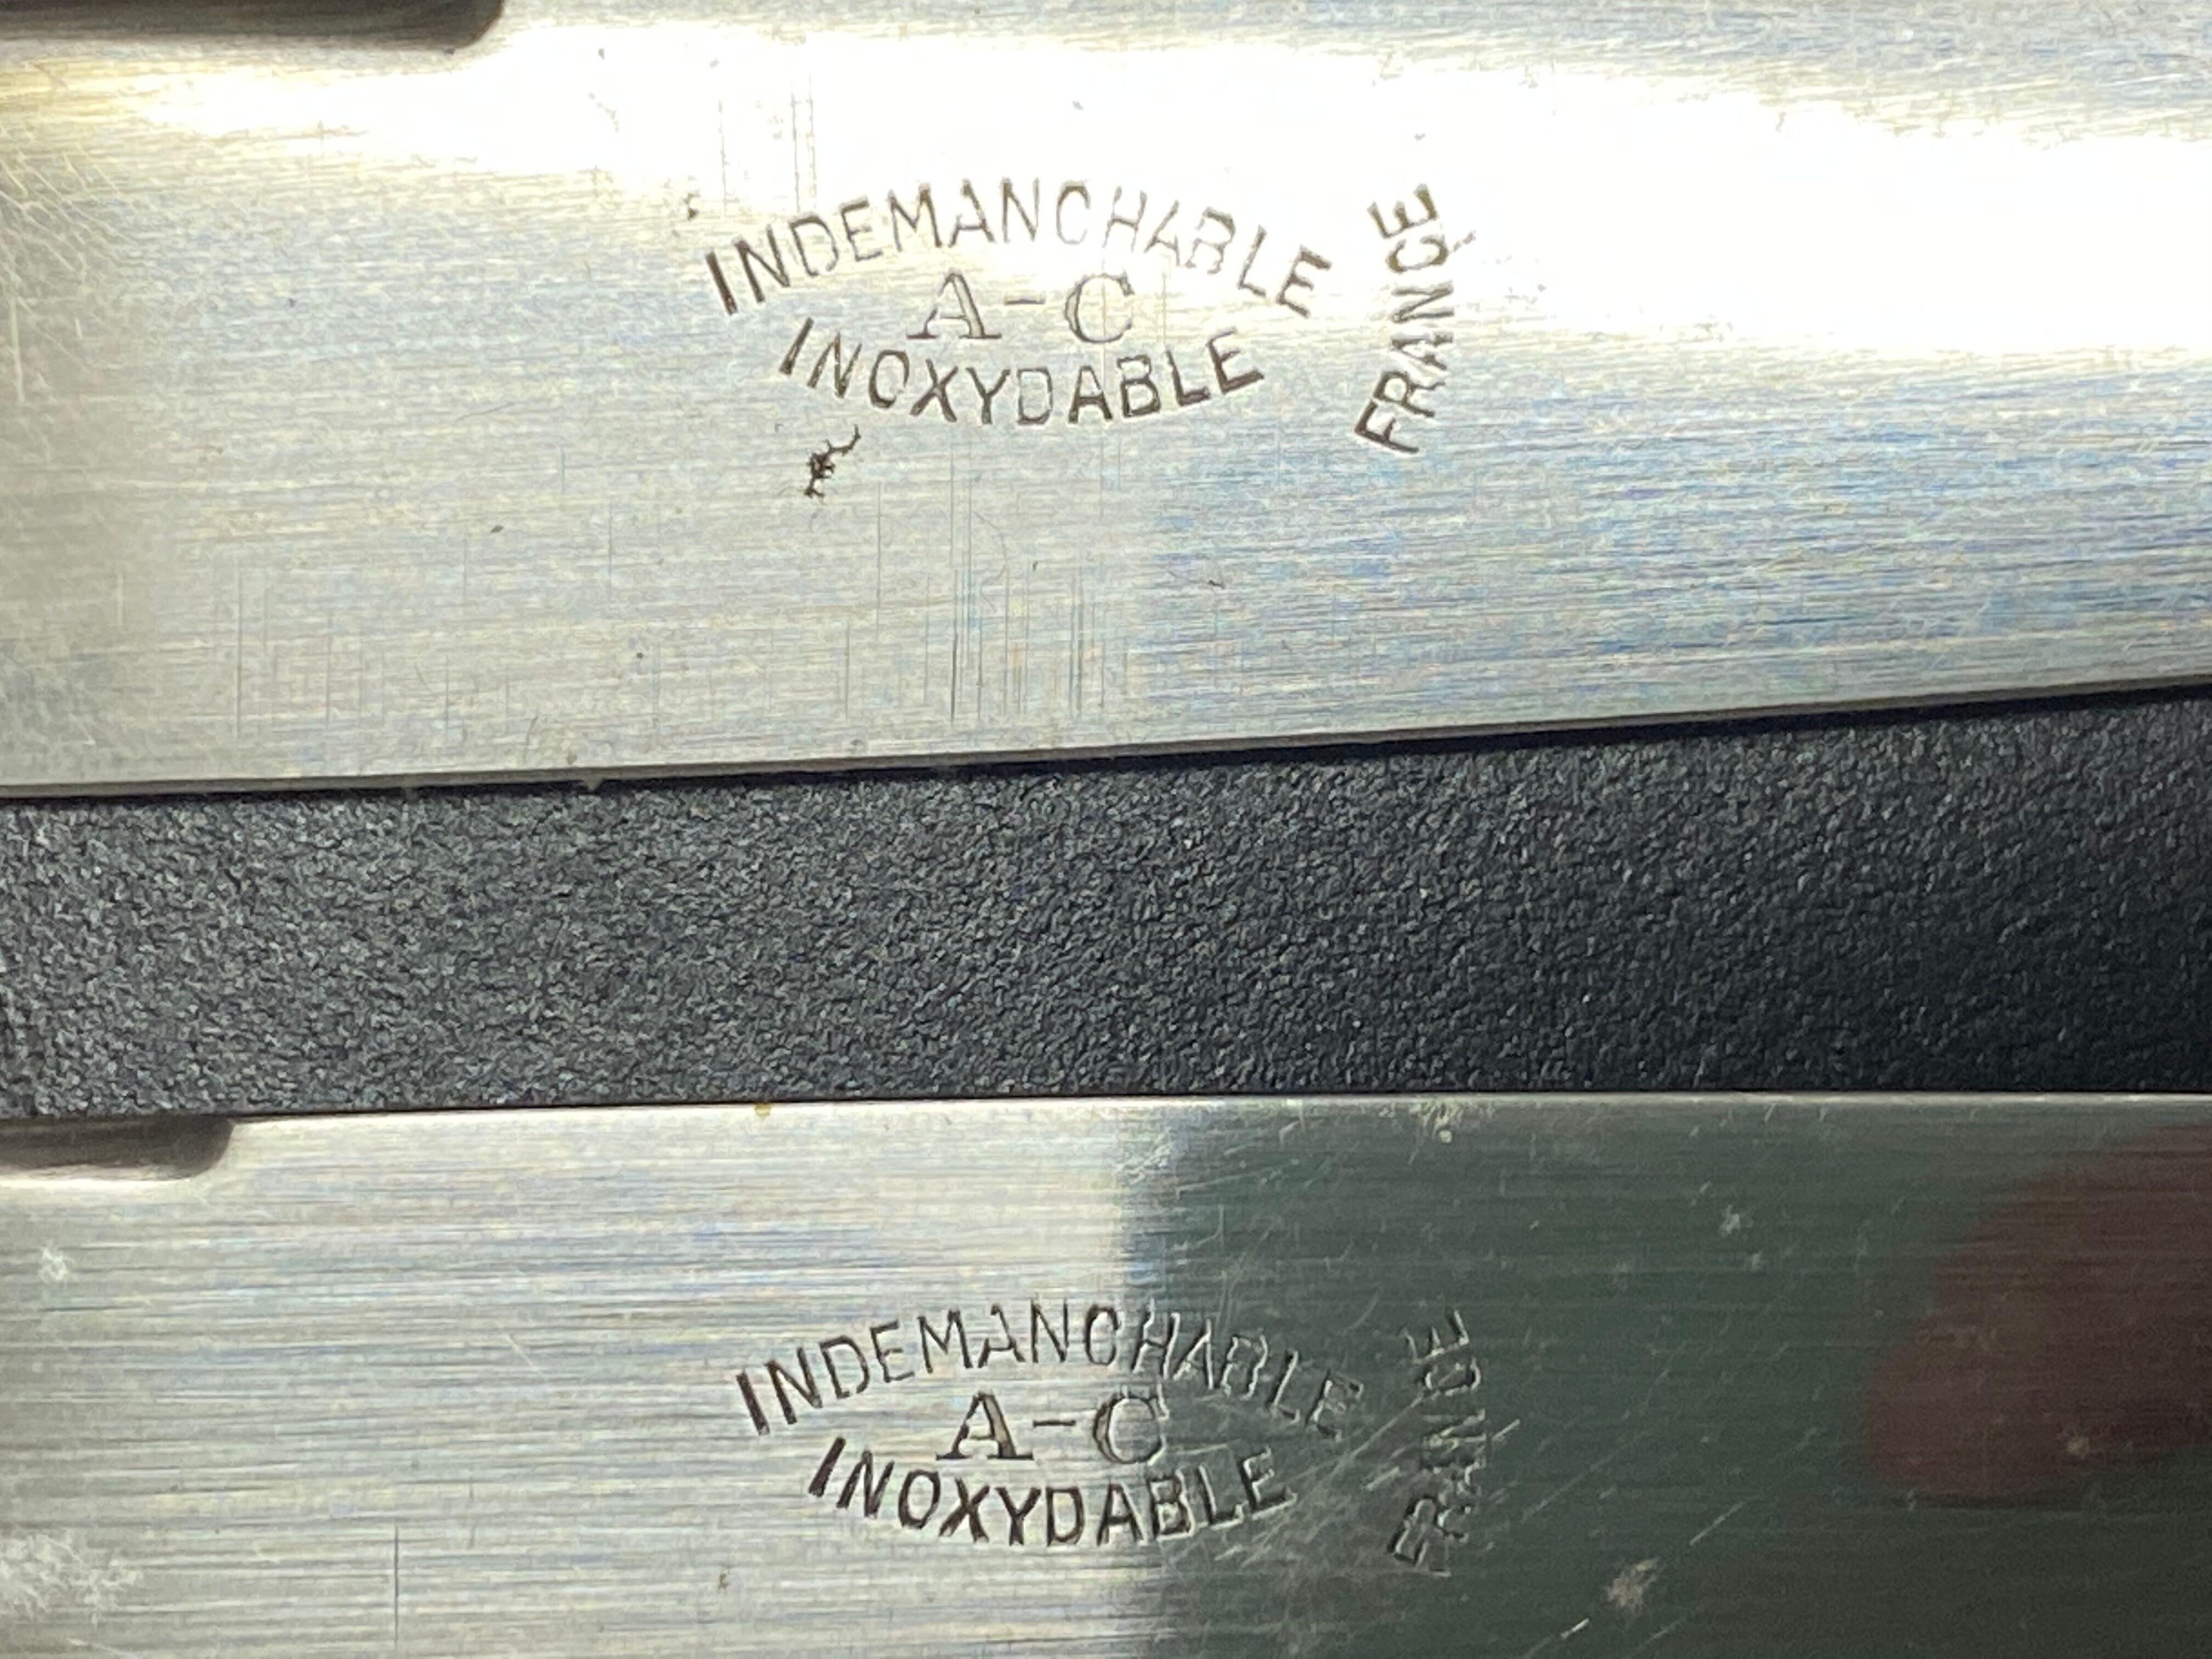 INDEMANCHABLE
A-C
INOXYDABLE
FRANCE
INDEMANCHABLE
A-C
INOXYDABLE
FRANCE